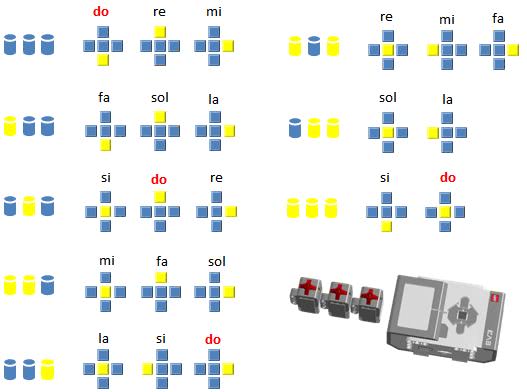 do re mi
fa sol la
si do re
mi fa sol
la si do
re mi fa
sol la
si do
EV3